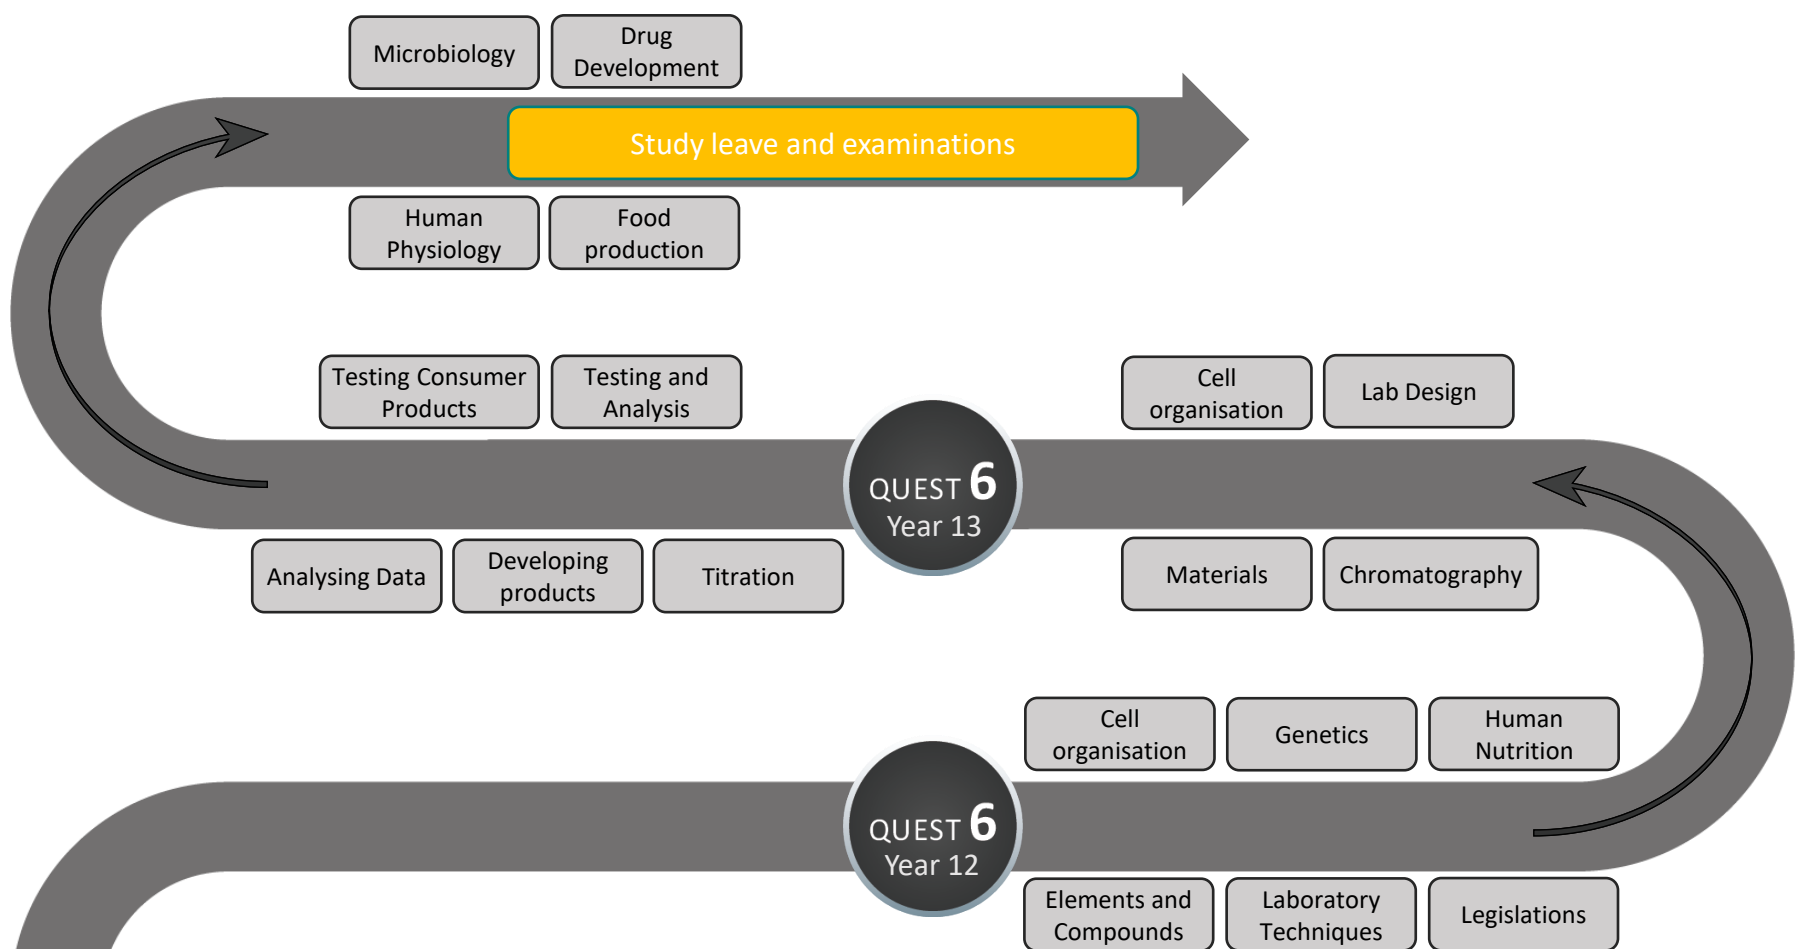 Microbiology
Drug
Development
Study leave and examinations
Human
Physiology
Food
production
Testing Consumer
Products
Testing and
Analysis
Cell
organisation
Lab Design
QUEST 6
Year 13
Analysing Data
Developing
products
Titration
Materials
Chromatography
Cell
organisation
Genetics
Human
Nutrition
QUEST 6
Year 12
Elements and
Compounds
Laboratory
Techniques
Legislations